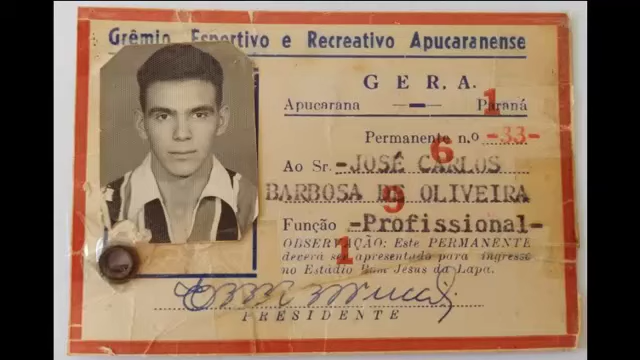 Grêmio Esportivo e Recreativo Apucaranense
G E R. A.
Apucarana — Paraná
Permanente n.o -33-
Ao Sr. -JOSÉ CARLOS
BARBOSA DE OLIVEIRA
Função -Profissional-
OBSERVAÇÃO: Este PERMANENTE
deverá ser apresentada para ingresso
no Estádio Bom Jesus da Lapa.
PRESIDENTE
1
6
9
1